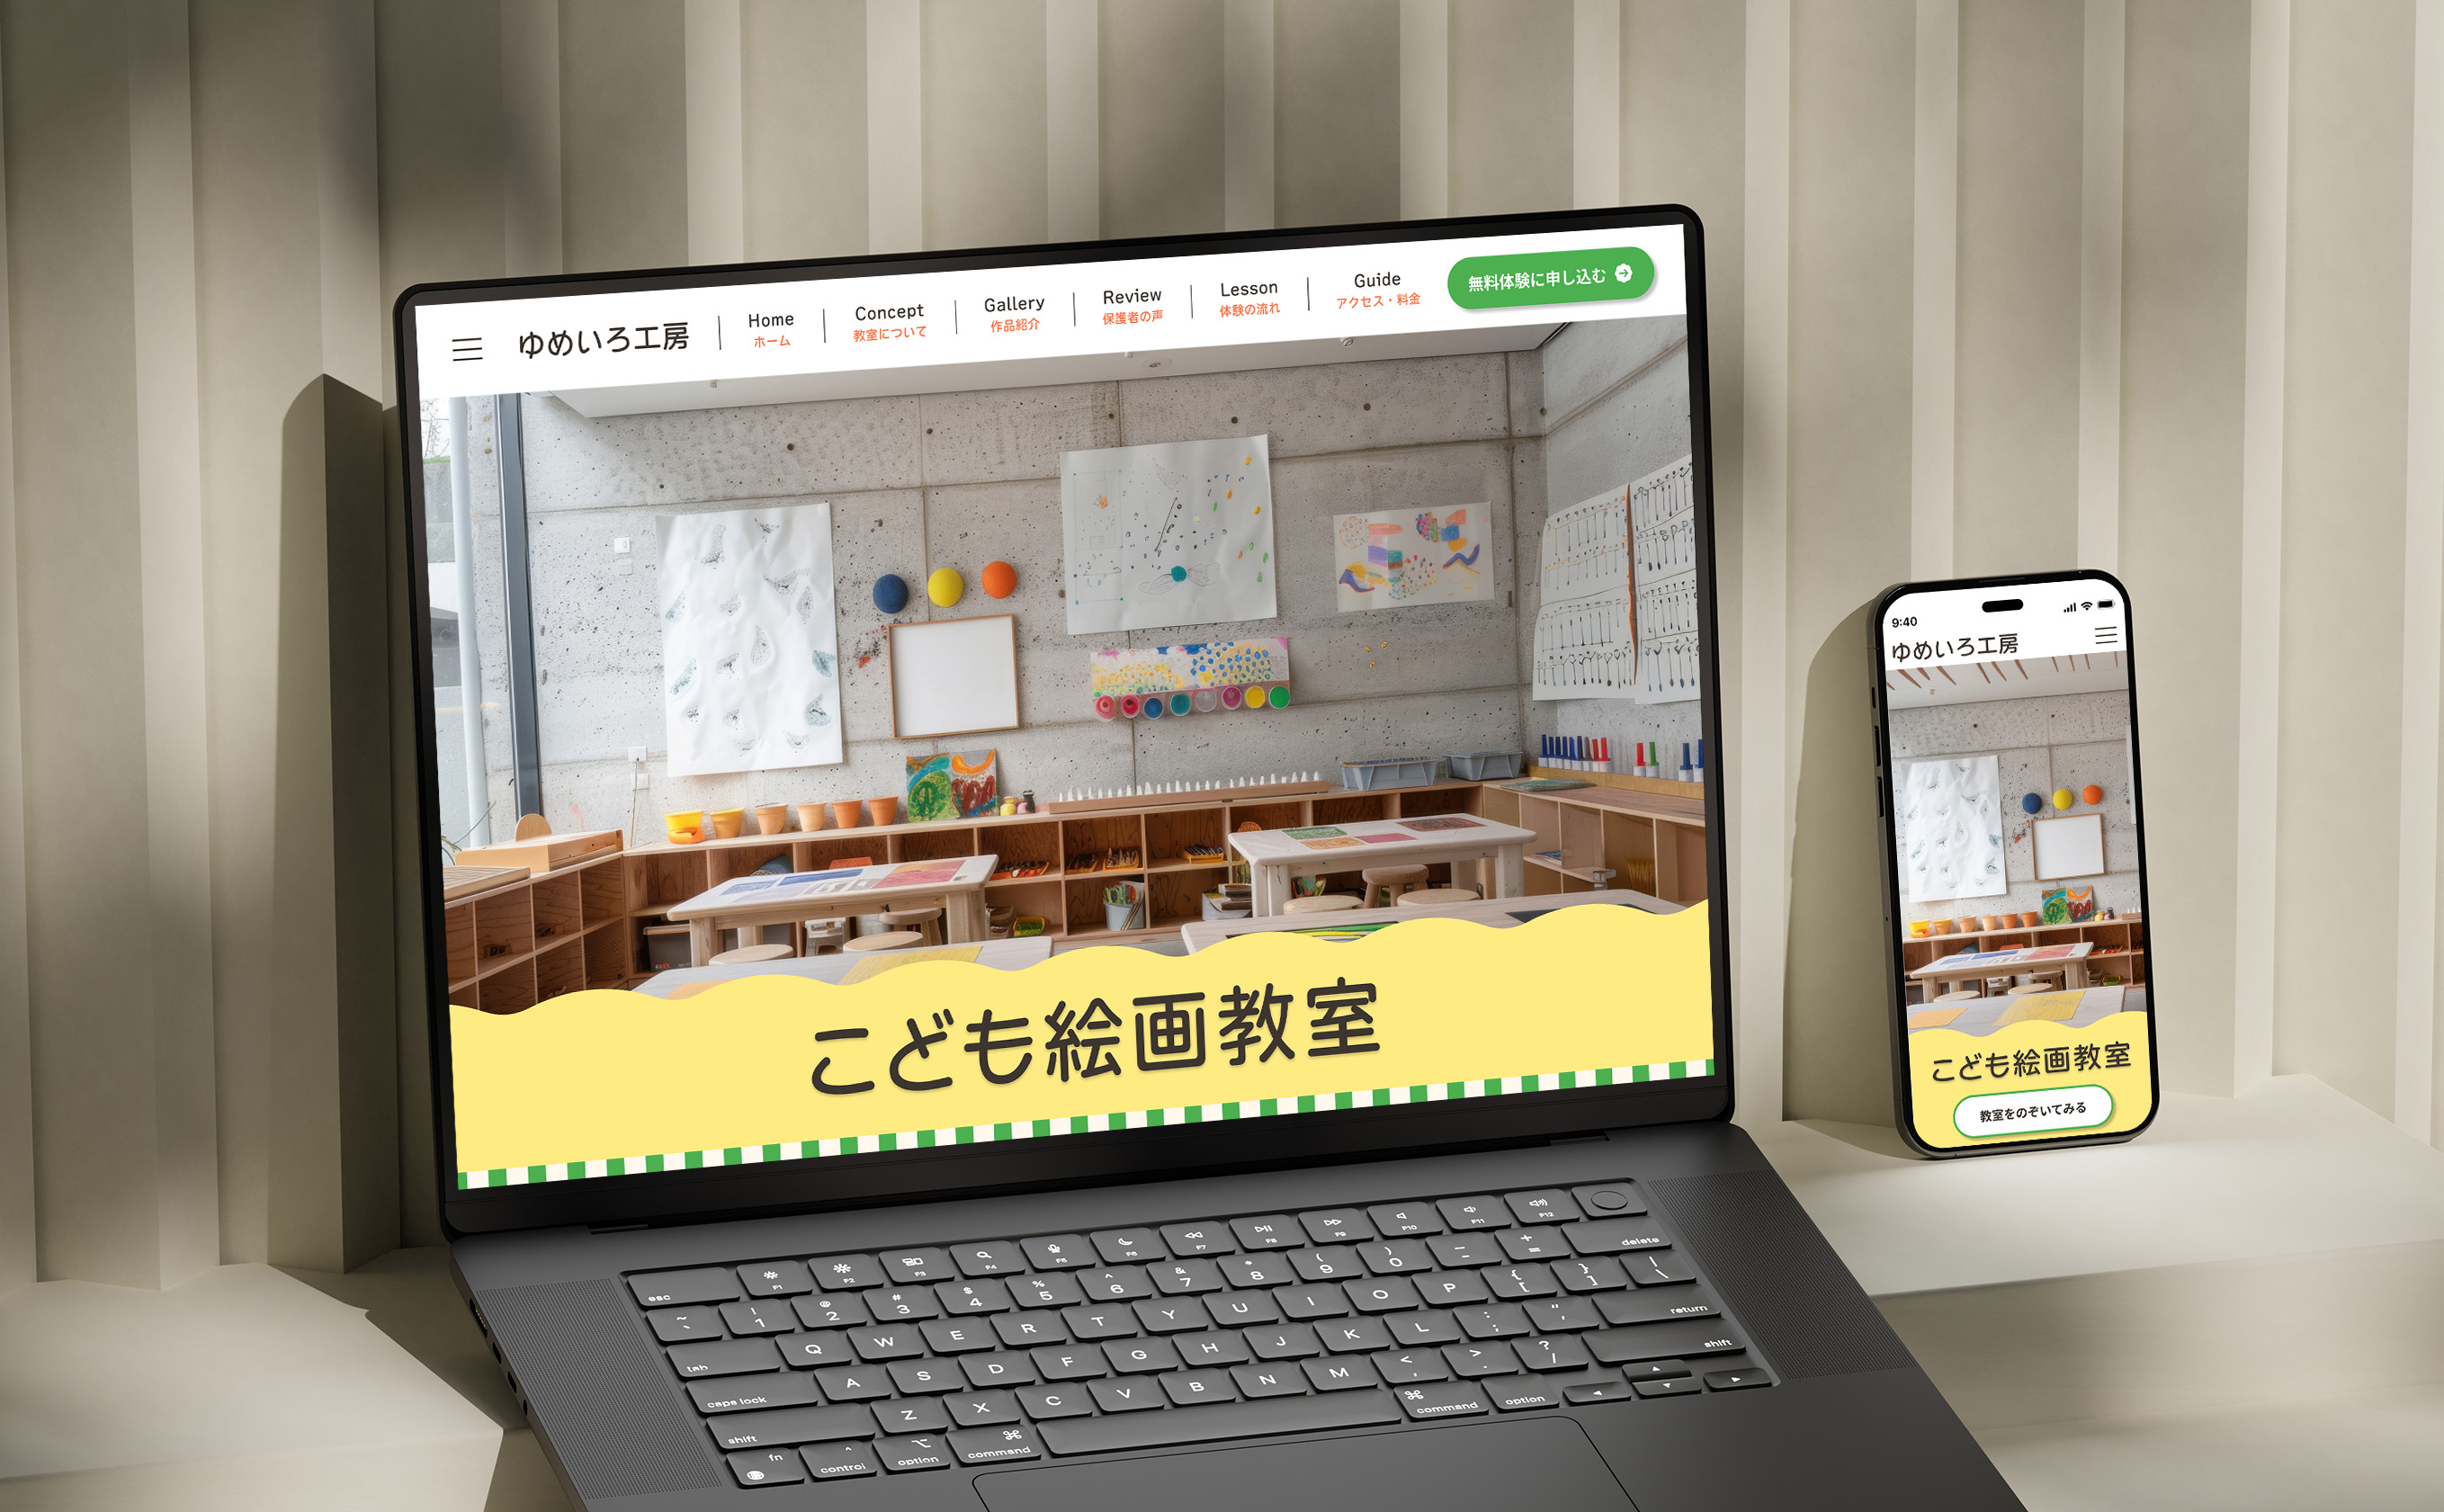 ゆめいろ工房
Home
ホーム
Concept
教室について
Gallery
作品紹介
Review
保護者の声
Lesson
体験の流れ
Guide
アクセス・料金
無料体験に申し込む
こども絵画教室
9:40
ゆめいろ工房
こども絵画教室
教室をのぞいてみる
esc F1 F2 F3 F4 F5 F6 F7 F8 F9 F10 F11 F12
~ ! @ # $ % ^ & * ( ) _ +
` 1 2 3 4 5 6 7 8 9 0 - = delete
tab Q W E R T Y U I O P { [ } ] | \
caps lock A S D F G H J K L : ; " ' return
shift Z X C V B N M < , > . ? / shift
fn control option command command option